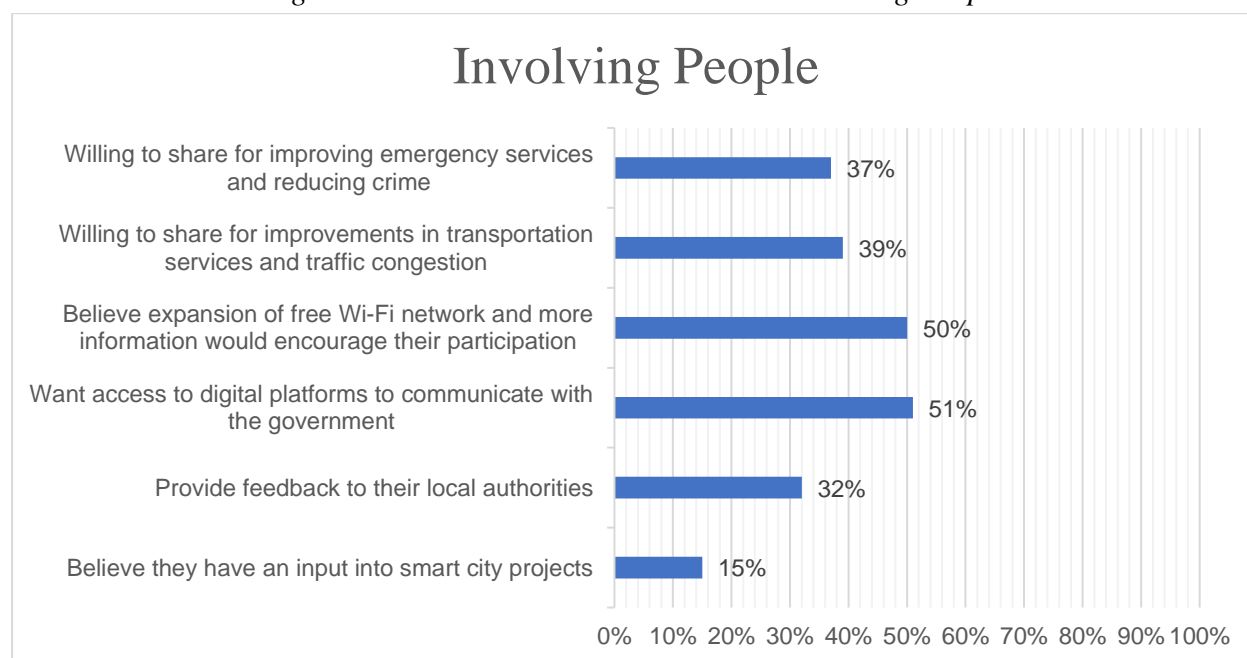 Involving People
Willing to share for improving emergency services
and reducing crime
37%
Willing to share for improvements in transportation
services and traffic congestion
39%
Believe expansion of free Wi-Fi network and more
information would encourage their participation
50%
Want access to digital platforms to communicate with
the government
51%
Provide feedback to their local authorities
32%
Believe they have an input into smart city projects
15%
0% 10% 20% 30% 40% 50% 60% 70% 80% 90% 100%